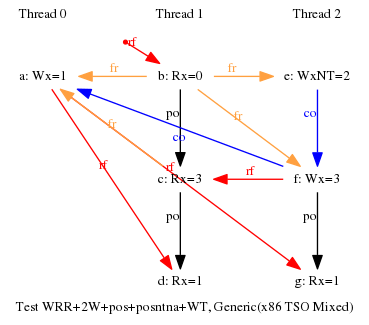 Thread 0 Thread 1 Thread 2
rf
a: Wx=1 fr b: Rx=0 fr e: WxNT=2
po fr co
co
rf rf rf
c: Rx=3 f: Wx=3
fr
po po
d: Rx=1 g: Rx=1
Test WRR+2W+pos+posntna+WT, Generic(x86 TSO Mixed)